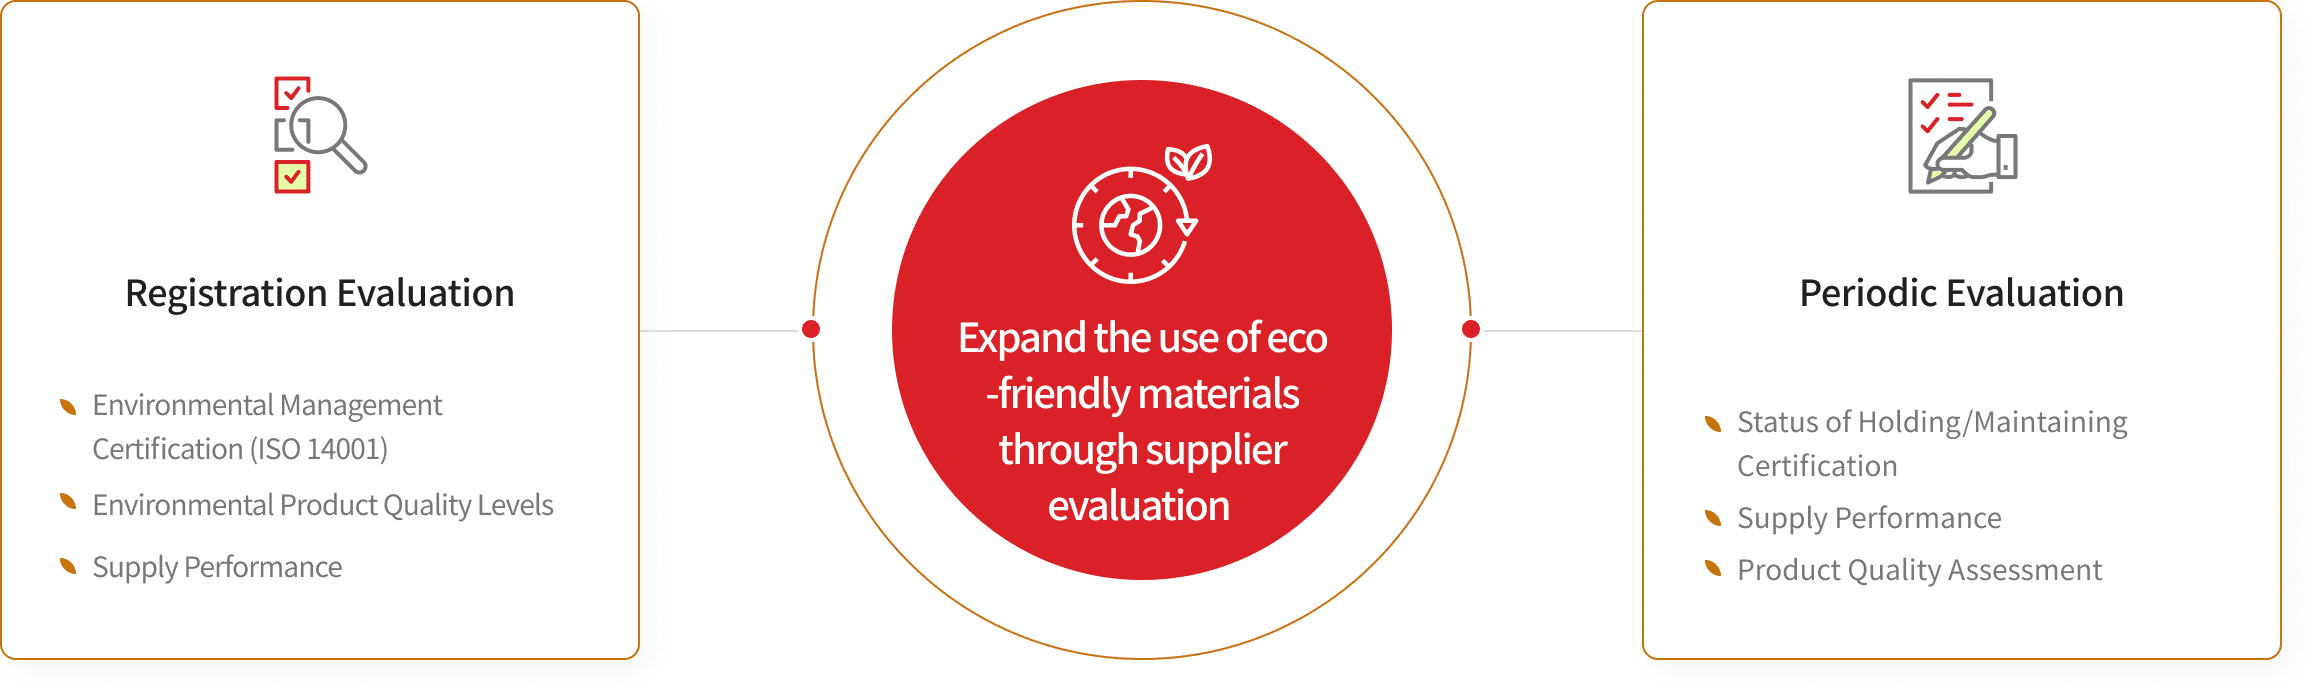 Registration Evaluation
Environmental Management
Certification (ISO 14001)
Environmental Product Quality Levels
Supply Performance
Expand the use of eco
-friendly materials
through supplier
evaluation
Periodic Evaluation
Status of Holding/Maintaining
Certification
Supply Performance
Product Quality Assessment